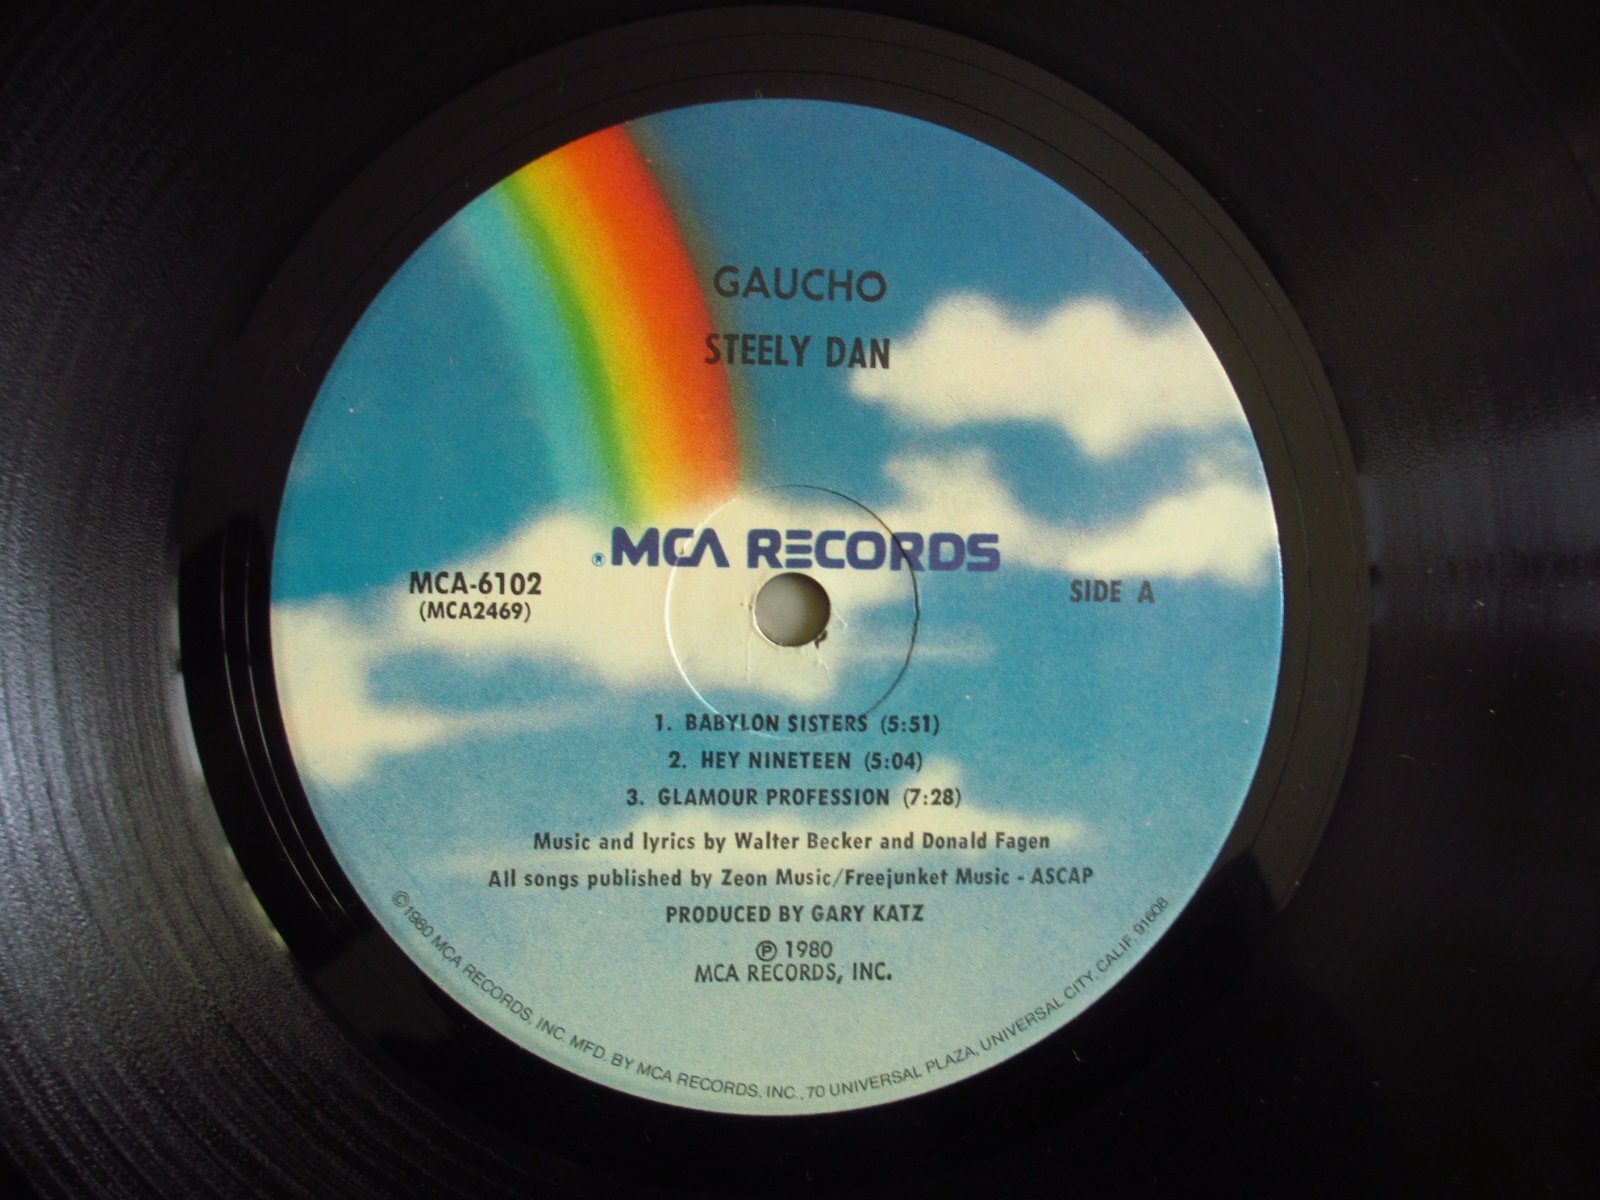 GAUCHO
STEELY DAN
® MCA RECORDS
MCA-6102
(MCA2469)
SIDE A
1. BABYLON SISTERS (5:51)
2. HEY NINETEEN (5:04)
3. GLAMOUR PROFESSION (7:28)
Music and lyrics by Walter Becker and Donald Fagen
All songs published by Zeon Music/Freejunket Music - ASCAP
PRODUCED BY GARY KATZ
℗ 1980
MCA RECORDS, INC.
©1980 MCA RECORDS, INC. MFD. BY MCA RECORDS, INC., 70 UNIVERSAL PLAZA, UNIVERSAL CITY, CALIF. 91608